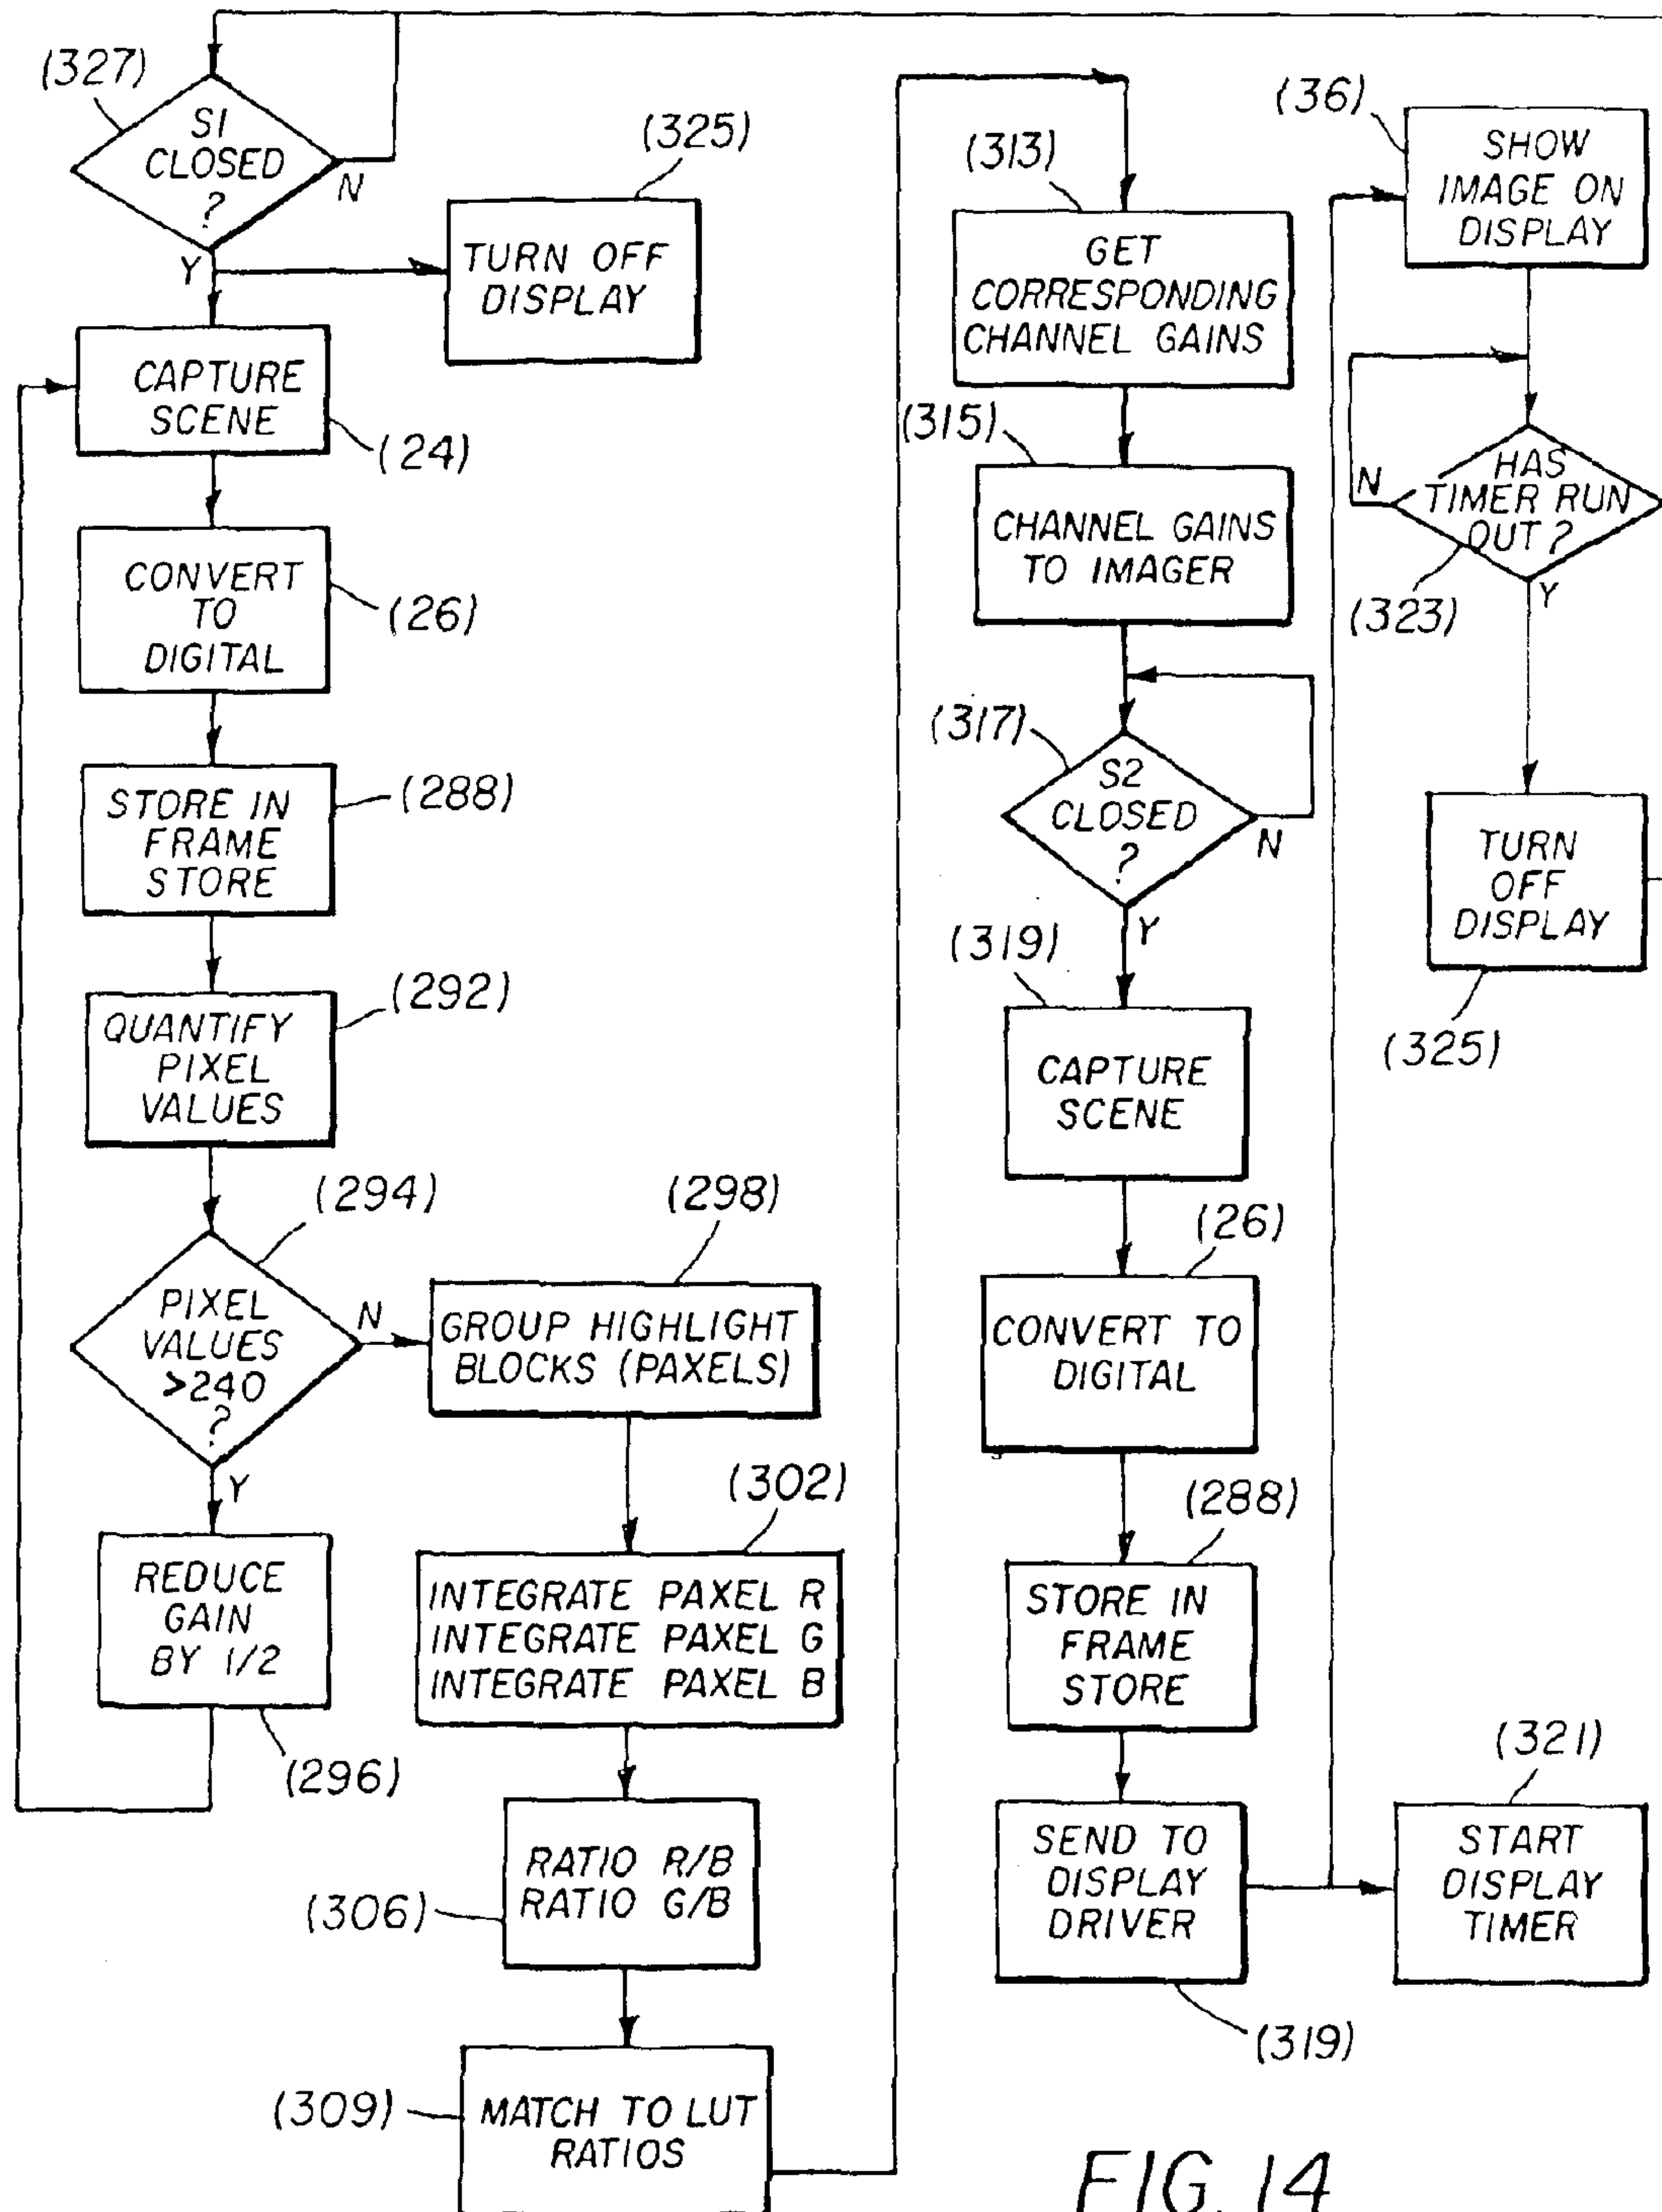 (327)
S1
CLOSED
?
N
Y
(325)
TURN OFF
DISPLAY
CAPTURE
SCENE
(24)
CONVERT
TO
DIGITAL
(26)
STORE IN
FRAME
STORE
(288)
QUANTIFY
PIXEL
VALUES
(292)
(294)
PIXEL
VALUES
>240
?
N
Y
(298)
GROUP HIGHLIGHT
BLOCKS (PAXELS)
REDUCE
GAIN
BY 1/2
(296)
(302)
INTEGRATE PAXEL R
INTEGRATE PAXEL G
INTEGRATE PAXEL B
RATIO R/B
RATIO G/B
(306)
(309)
MATCH TO LUT
RATIOS
(313)
GET
CORRESPONDING
CHANNEL GAINS
(315)
CHANNEL GAINS
TO IMAGER
(317)
S2
CLOSED
?
N
Y
(319)
CAPTURE
SCENE
(26)
CONVERT TO
DIGITAL
(288)
STORE IN
FRAME
STORE
SEND TO
DISPLAY
DRIVER
(319)
(36)
SHOW
IMAGE ON
DISPLAY
HAS
TIMER RUN
OUT?
N
Y
(323)
TURN
OFF
DISPLAY
(325)
(321)
START
DISPLAY
TIMER
FIG. 14